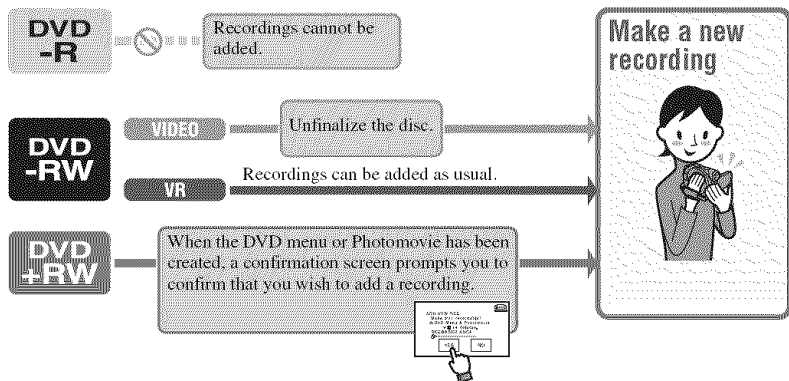 DVD
-R
Recordings cannot be
added.
Make a new
recording
DVD
-RW
VIDEO
Unfinalize the disc.
VR
Recordings can be added as usual.
DVD
+RW
When the DVD menu or Photomovie has been
created, a confirmation screen prompts you to
confirm that you wish to add a recording.
YES
NO